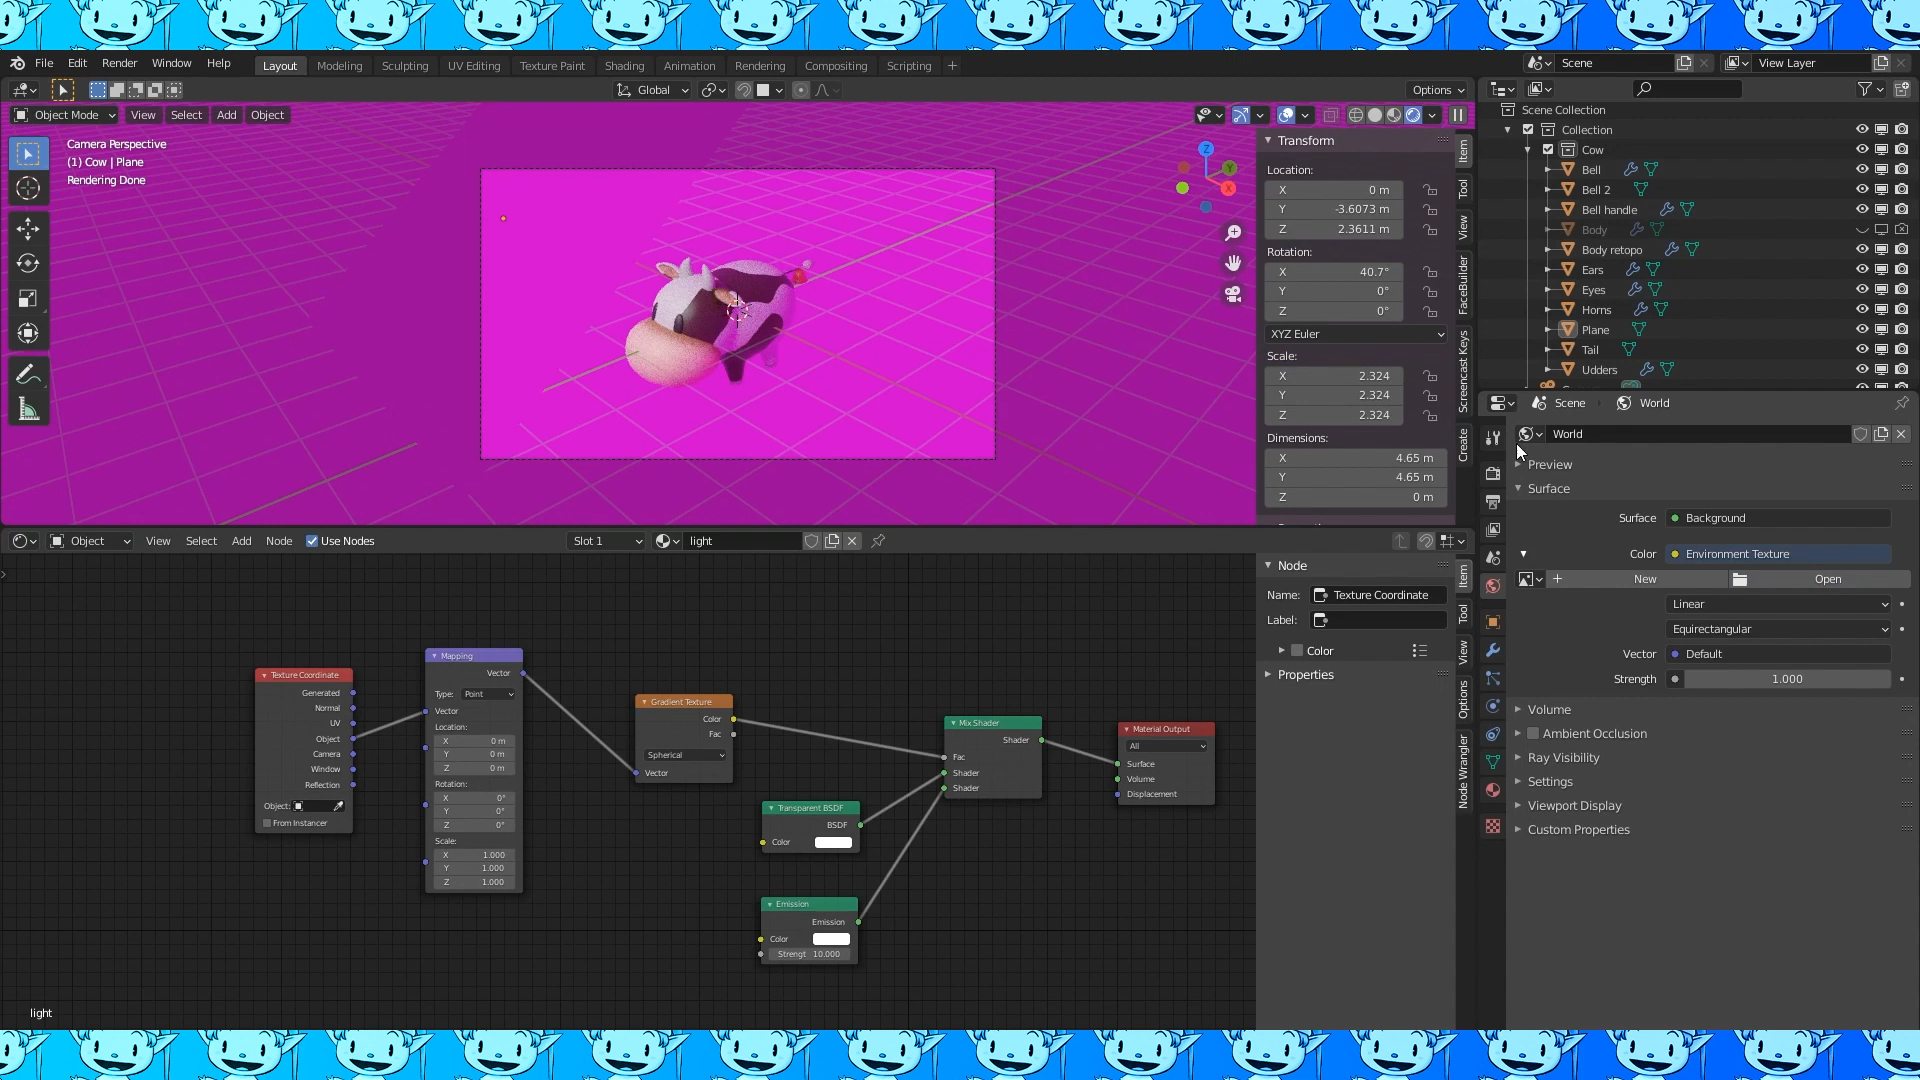 File Edit Render Window Help Layout Modeling Sculpting UV Editing Texture Paint Shading Animation Rendering Compositing Scripting + Scene View Layer
Global Options
Object Mode View Select Add Object
Camera Perspective
(1) Cow | Plane
Rendering Done
Z
Y
X
Transform
Location:
X 0 m
Y -3.6073 m
Z 2.3611 m
Rotation:
X 40.7°
Y 0°
Z 0°
XYZ Euler
Scale:
X 2.324
Y 2.324
Z 2.324
Dimensions:
X 4.65 m
Y 4.65 m
Z 0 m
Item
Tool
View
FaceBuilder
Screencast Keys
Create
Scene Collection
Collection
Cow
Bell
Bell 2
Bell handle
Body
Body retopo
Ears
Eyes
Horns
Plane
Tail
Udders
Scene World
World
Preview
Surface
Surface Background
Color Environment Texture
New Open
Linear
Equirectangular
Vector Default
Strength 1.000
Volume
Ambient Occlusion
Ray Visibility
Settings
Viewport Display
Custom Properties
Object View Select Add Node Use Nodes Slot 1 light
Texture Coordinate
Generated
Normal
UV
Object
Camera
Window
Reflection
Object:
From Instancer
Mapping
Vector
Type: Point
Vector
Location:
X 0 m
Y 0 m
Z 0 m
Rotation:
X 0°
Y 0°
Z 0°
Scale:
X 1.000
Y 1.000
Z 1.000
Gradient Texture
Color
Fac
Spherical
Vector
Transparent BSDF
BSDF
Color
Emission
Emission
Color
Strengt 10.000
Mix Shader
Shader
Fac
Shader
Shader
Material Output
All
Surface
Volume
Displacement
Node
Name: Texture Coordinate
Label:
Color
Properties
Item
Tool
View
Options
Node Wrangler
light